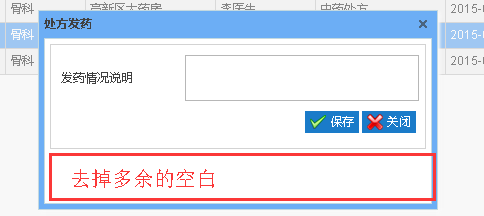 骨科 高新区大药房 李医生 中药处方 2015-0
处方发药
骨科 2015-0
发药情况说明
骨科 2015-0
保存 关闭
去掉多余的空白